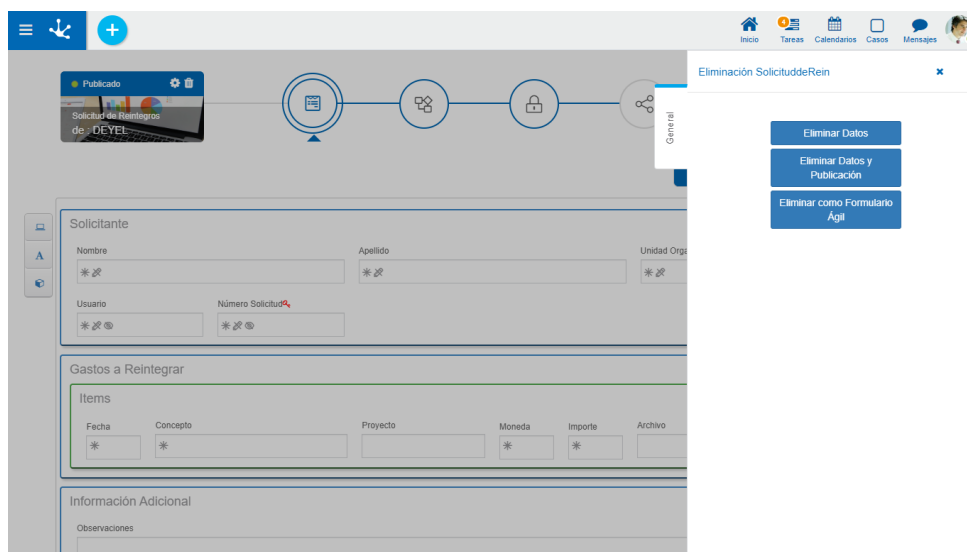 Inicio
4
Tareas
Calendarios
Casos
Mensajes
Publicado
Solicitud de Reintegros
de : DEYEL
General
Eliminación SolicituddeRein
Eliminar Datos
Eliminar Datos y
Publicación
Eliminar como Formulario
Ágil
A
Solicitante
Nombre
Apellido
Unidad Orga
Usuario
Número Solicitud
Gastos a Reintegrar
Items
Fecha
Concepto
Proyecto
Moneda
Importe
Archivo
Información Adicional
Observaciones